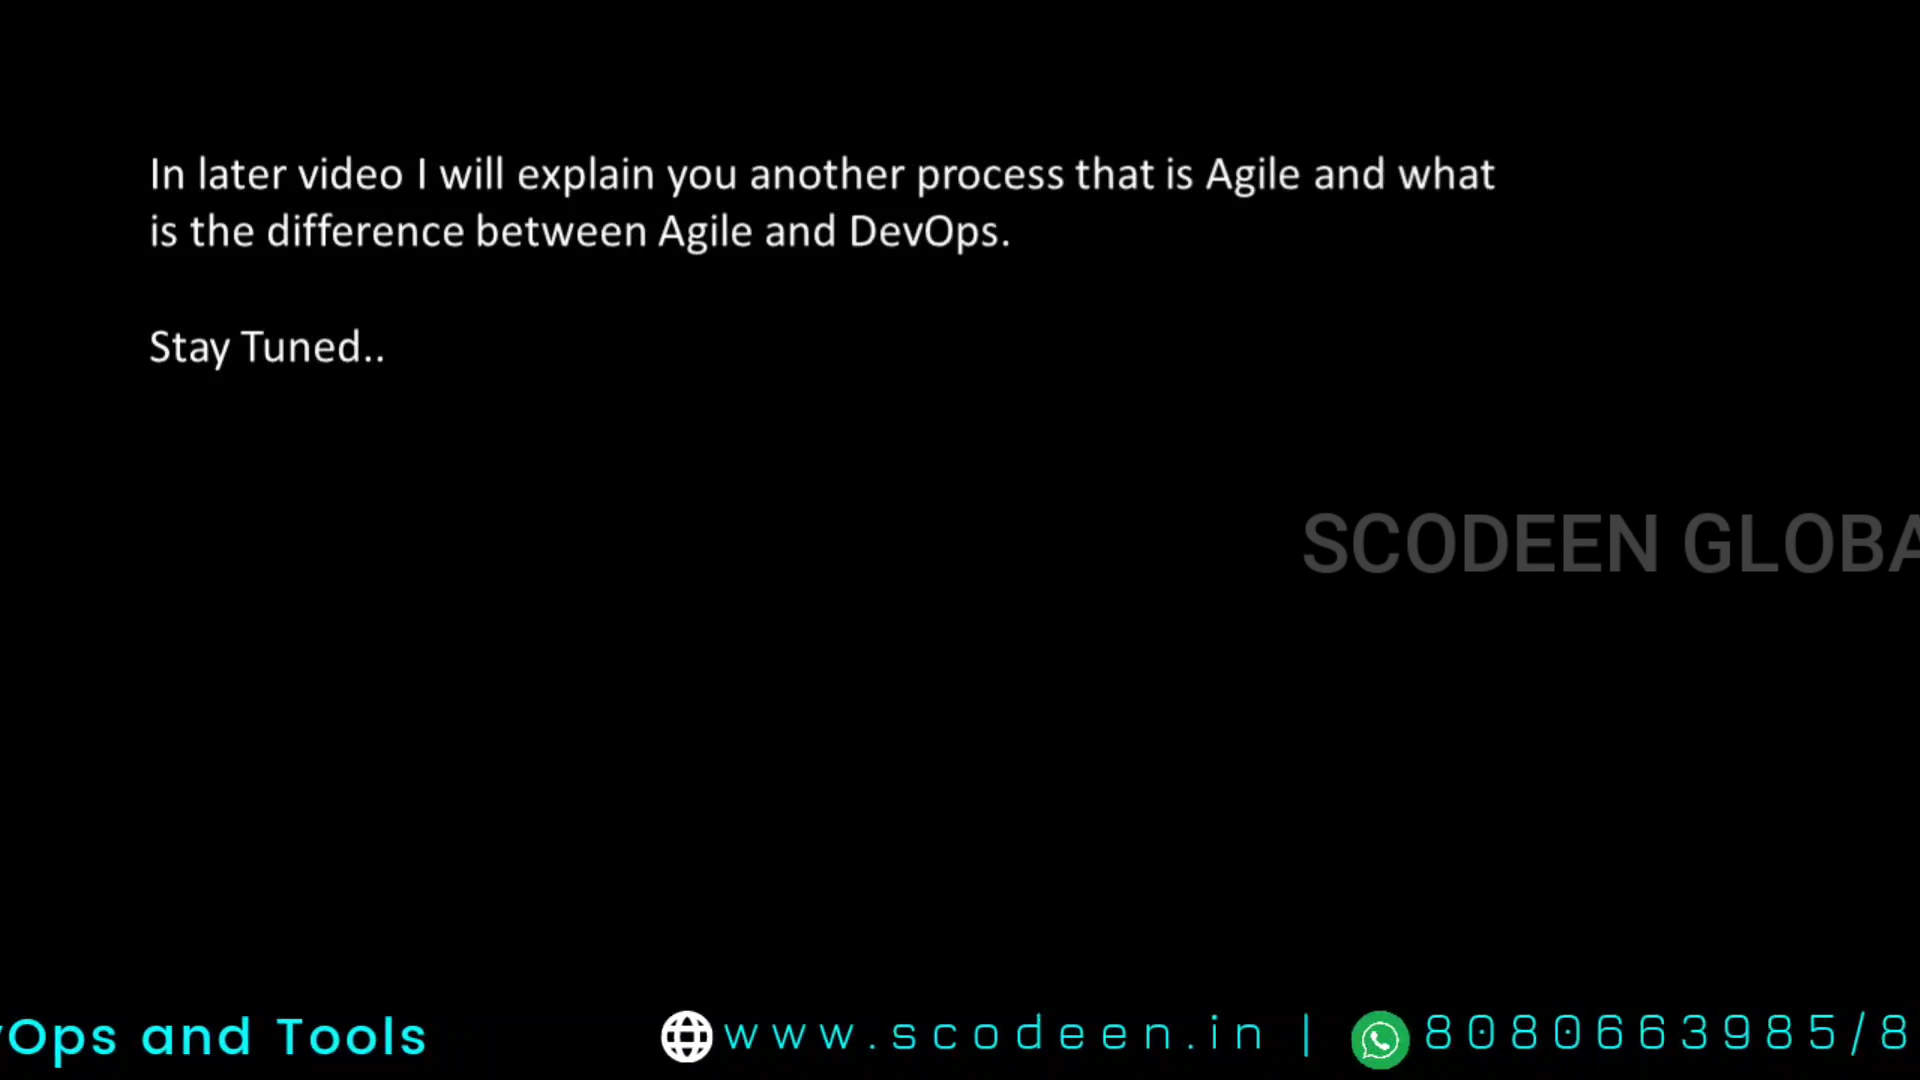 In later video I will explain you another process that is Agile and what
is the difference between Agile and DevOps.
Stay Tuned..
SCODEEN GLOBA
vOps and Tools
www.scodeen.in | 8080663985/8